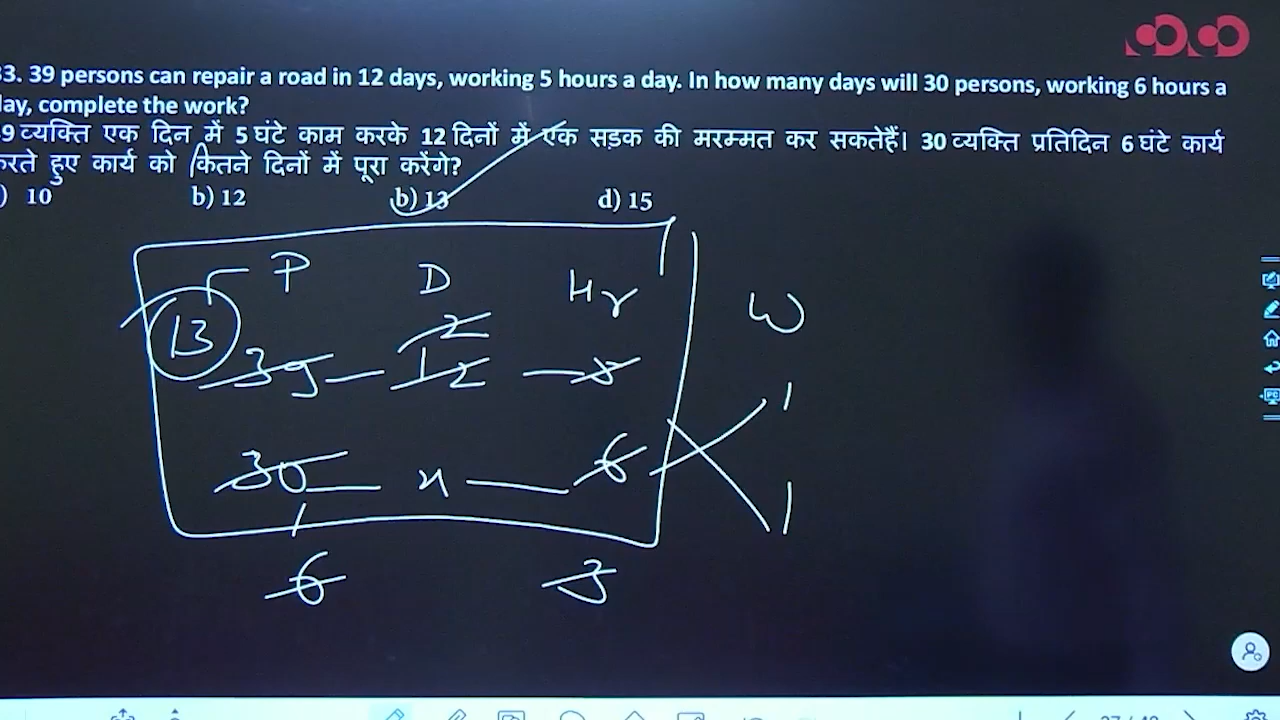 33. 39 persons can repair a road in 12 days, working 5 hours a day. In how many days will 30 persons, working 6 hours a
day, complete the work?
39 व्यक्ति एक दिन में 5 घंटे काम करके 12 दिनों में एक सड़क की मरम्मत कर सकतेहैं। 30 व्यक्ति प्रतिदिन 6 घंटे कार्य
करते हुए कार्य को कितने दिनों में पूरा करेंगे?
) 10 b) 12 b) 13 d) 15
P D Hr W
2
13 39 12 5 1
30 x 6 1
6 3